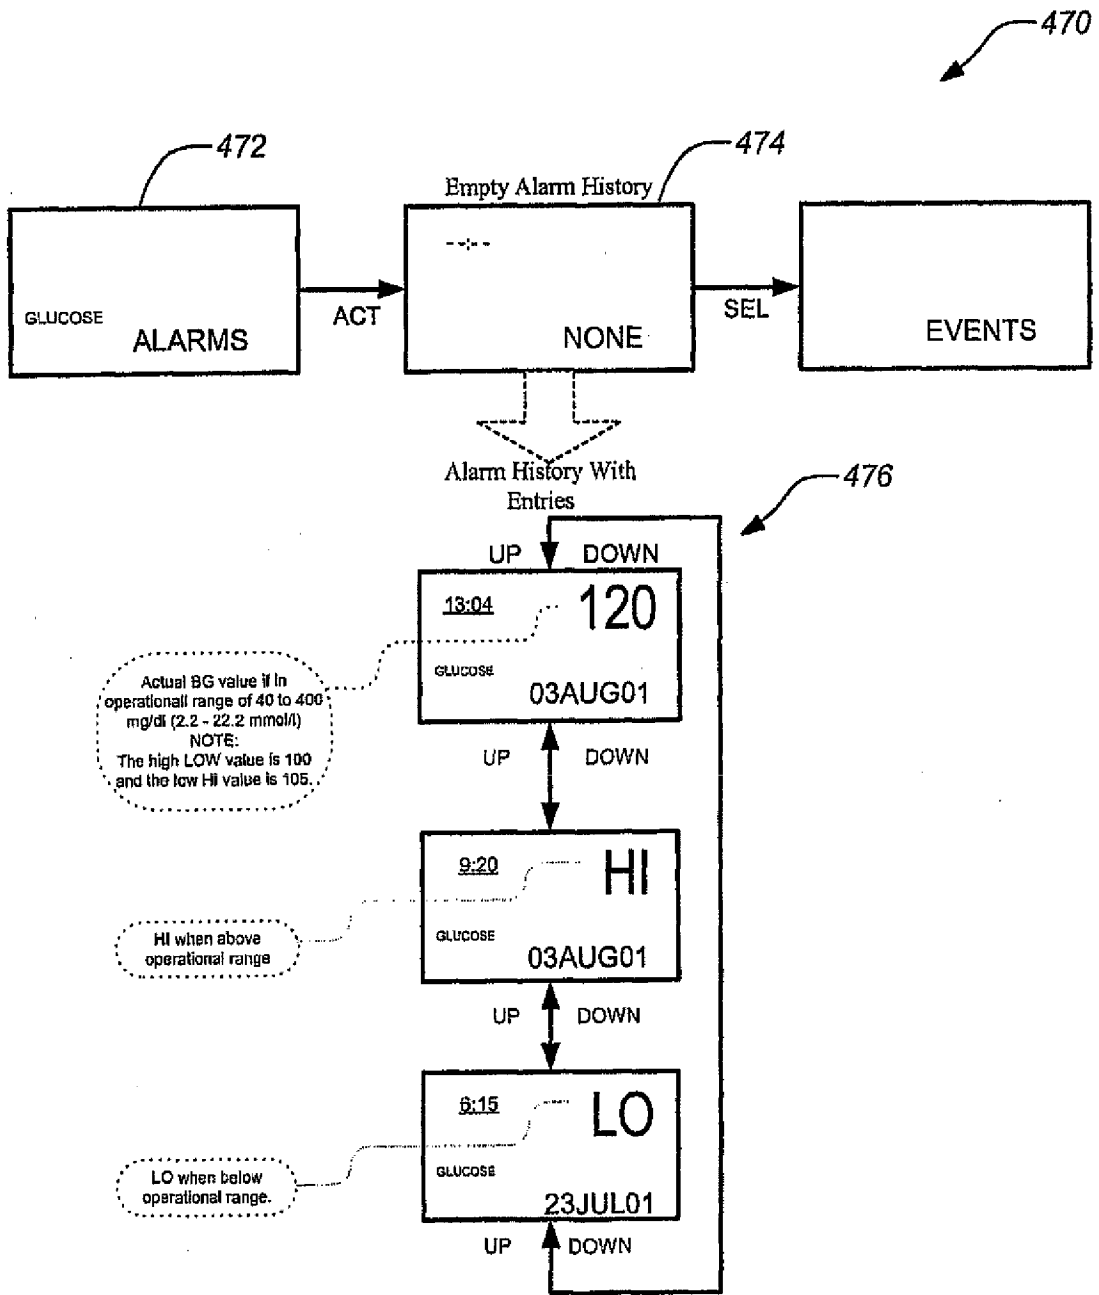 470
472
474
Empty Alarm History
--:--
GLUCOSE
ALARMS
ACT
NONE
SEL
EVENTS
Alarm History With
Entries
476
UP DOWN
13:04
120
GLUCOSE
03AUG01
Actual BG value if in
operationall range of 40 to 400
mg/dl (2.2 - 22.2 mmol/l)
NOTE:
The high LOW value is 100
and the low HI value is 105.
UP DOWN
9:20
HI
GLUCOSE
03AUG01
HI when above
operational range
UP DOWN
6:15
LO
GLUCOSE
23JUL01
LO when below
operational range.
UP DOWN